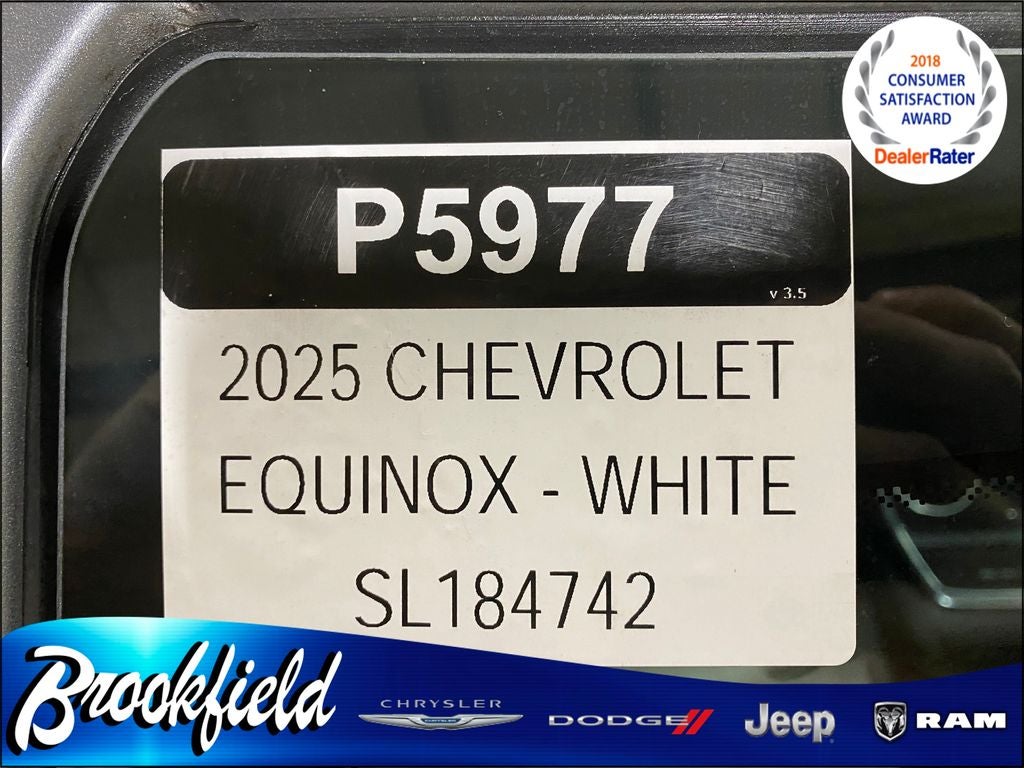 2018
CONSUMER
SATISFACTION
AWARD
DealerRater
P5977
v 3.5
2025 CHEVROLET
EQUINOX - WHITE
SL184742
Brookfield
CHRYSLER
DODGE
Jeep
RAM